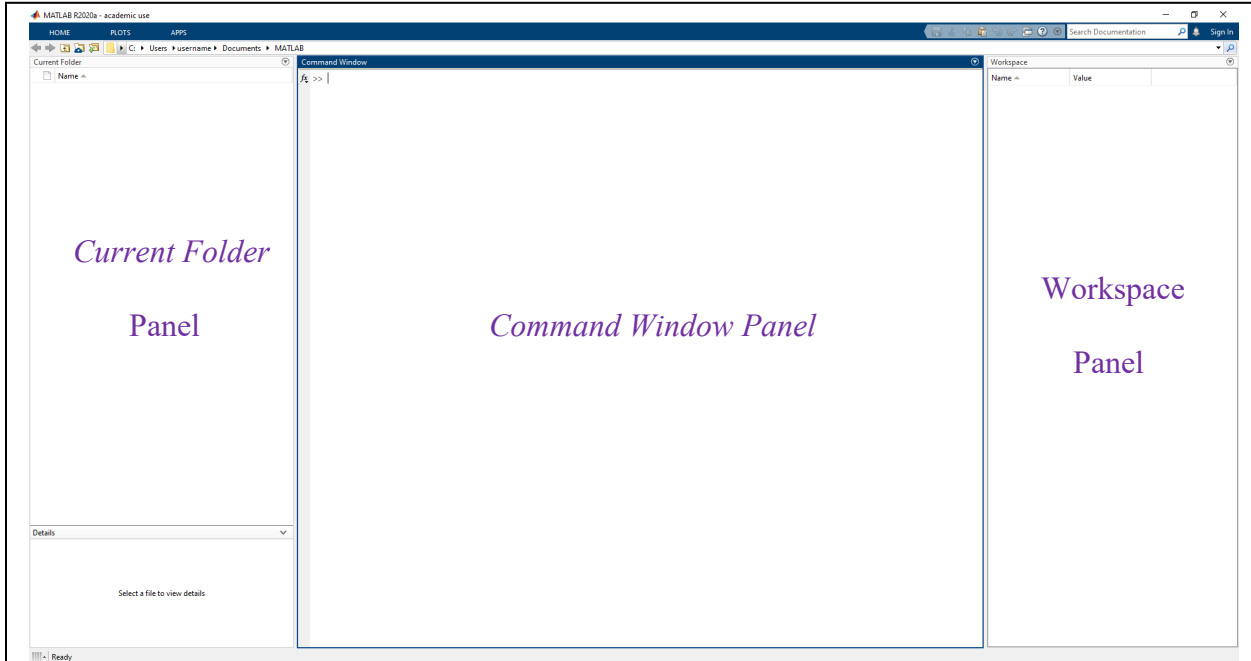 MATLAB R2020a - academic use
HOME PLOTS APPS
Search Documentation
Sign In
C: Users username Documents MATLAB
Current Folder
Name
Command Window
fx >>
Workspace
Name Value
Current Folder
Panel
Command Window Panel
Workspace
Panel
Details
Select a file to view details
Ready